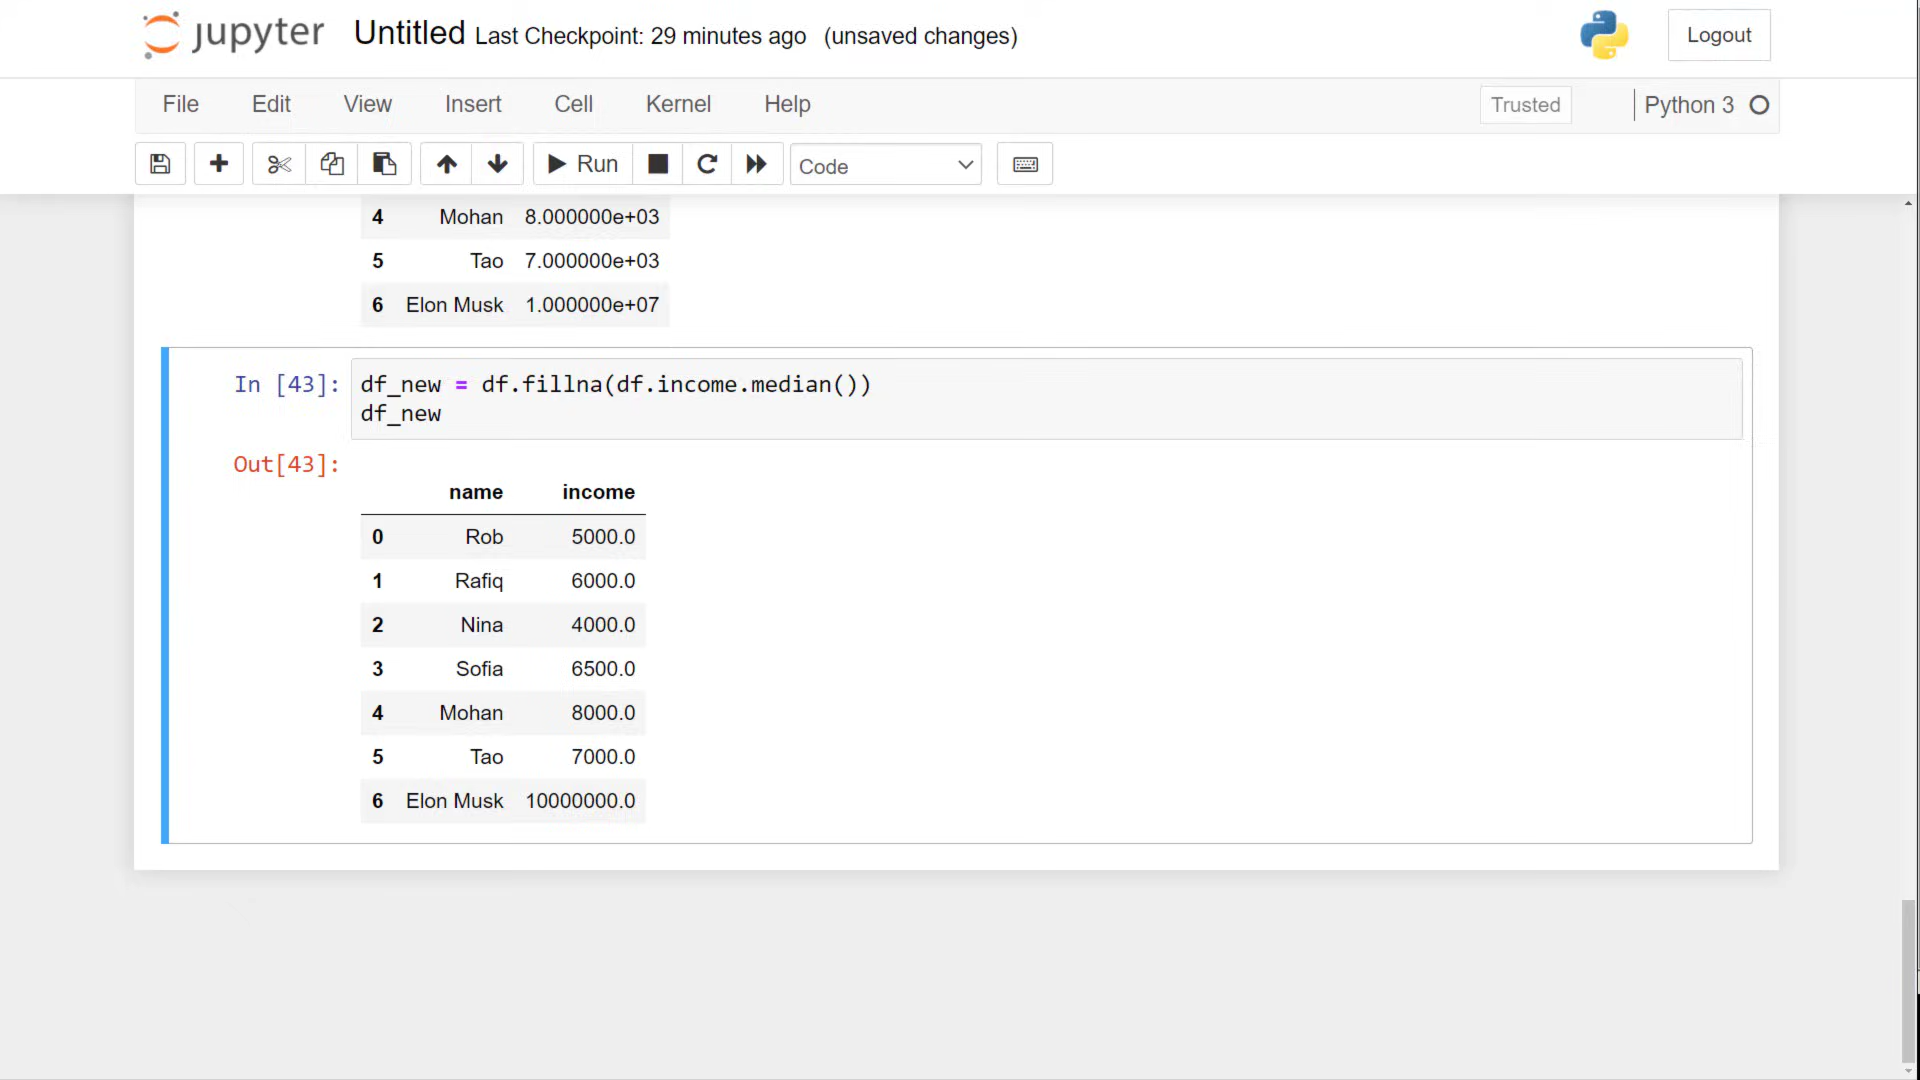 jupyter Untitled Last Checkpoint: 29 minutes ago (unsaved changes) Logout
File Edit View Insert Cell Kernel Help Trusted Python 3
Run Code
4 Mohan 8.000000e+03
5 Tao 7.000000e+03
6 Elon Musk 1.000000e+07
In [43]: df_new = df.fillna(df.income.median())
df_new
Out[43]:
name income
0 Rob 5000.0
1 Rafiq 6000.0
2 Nina 4000.0
3 Sofia 6500.0
4 Mohan 8000.0
5 Tao 7000.0
6 Elon Musk 10000000.0